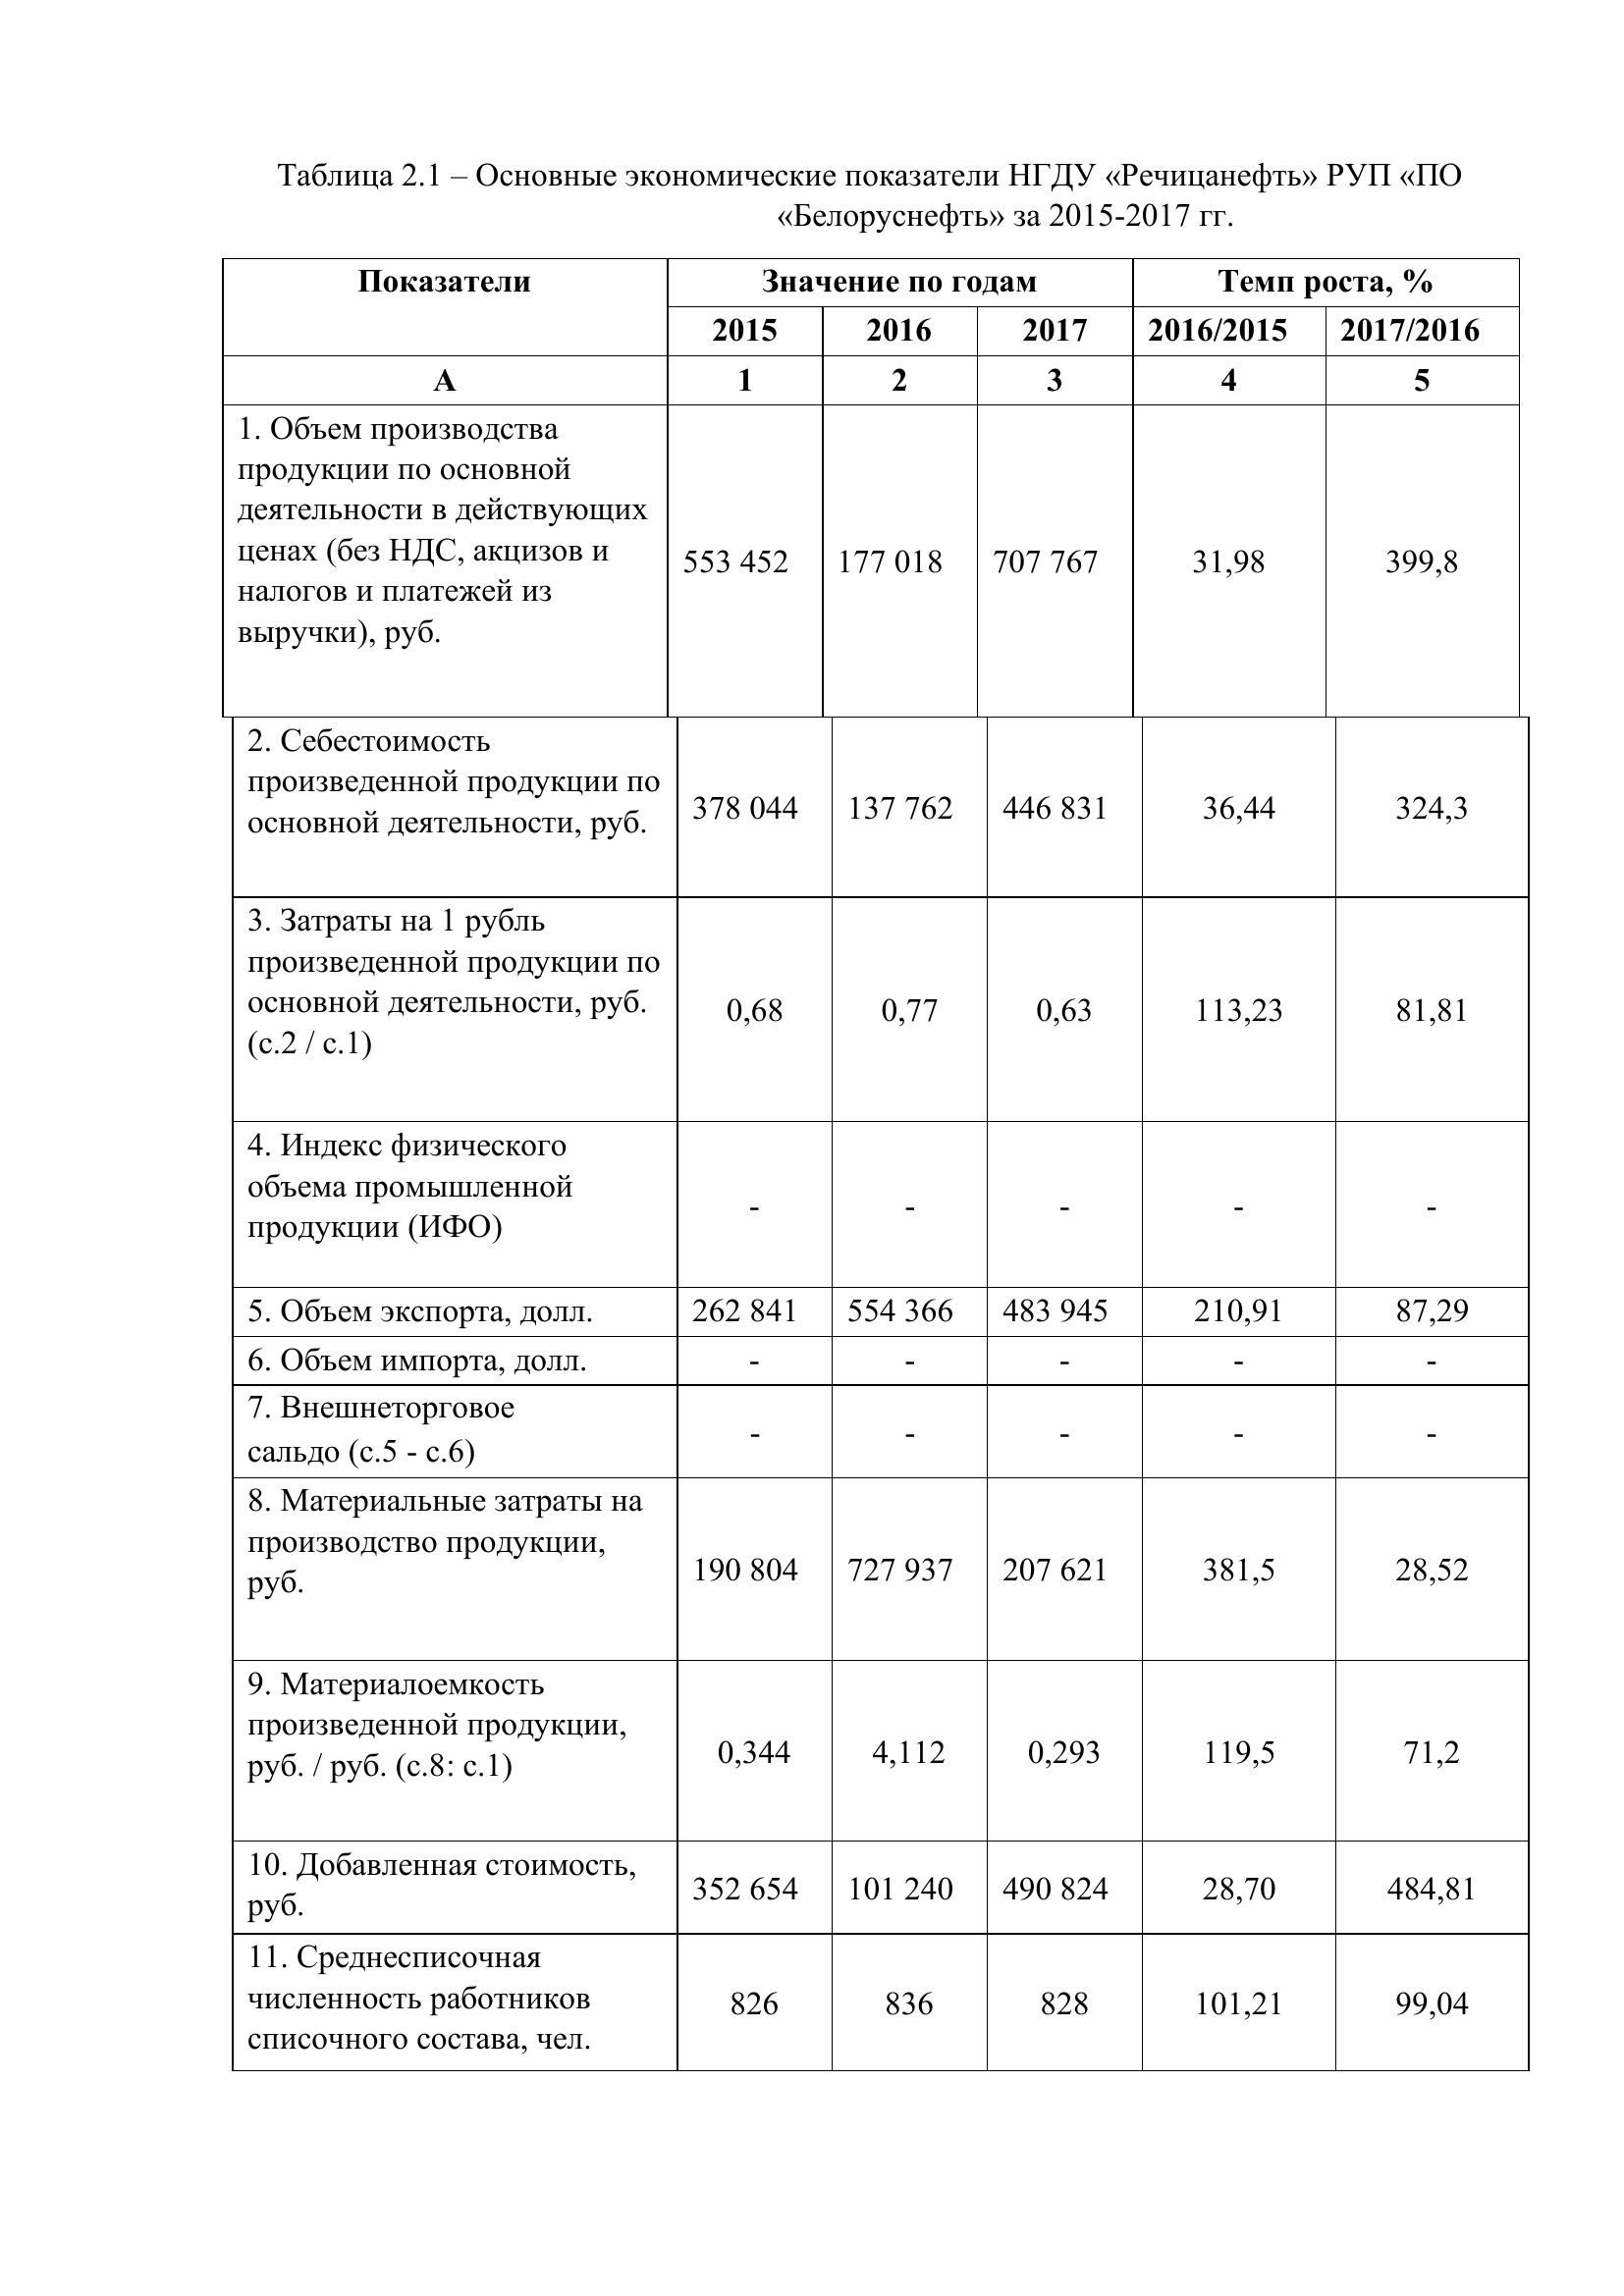 Таблица 2.1 – Основные экономические показатели НГДУ «Речицанефть» РУП «ПО
«Белоруснефть» за 2015-2017 гг.
Показатели Значение по годам Темп роста, %
2015 2016 2017 2016/2015 2017/2016
А 1 2 3 4 5
1. Объем производства
продукции по основной
деятельности в действующих
ценах (без НДС, акцизов и
налогов и платежей из
выручки), руб.
553 452 177 018 707 767 31,98 399,8
2. Себестоимость
произведенной продукции по
основной деятельности, руб.
378 044 137 762 446 831 36,44 324,3
3. Затраты на 1 рубль
произведенной продукции по
основной деятельности, руб.
(с.2 / с.1)
0,68 0,77 0,63 113,23 81,81
4. Индекс физического
объема промышленной
продукции (ИФО)
- - - - -
5. Объем экспорта, долл. 262 841 554 366 483 945 210,91 87,29
6. Объем импорта, долл. - - - - -
7. Внешнеторговое
сальдо (с.5 - с.6)
- - - - -
8. Материальные затраты на
производство продукции,
руб.
190 804 727 937 207 621 381,5 28,52
9. Материалоемкость
произведенной продукции,
руб. / руб. (с.8: с.1)
0,344 4,112 0,293 119,5 71,2
10. Добавленная стоимость,
руб.
352 654 101 240 490 824 28,70 484,81
11. Среднесписочная
численность работников
списочного состава, чел.
826 836 828 101,21 99,04